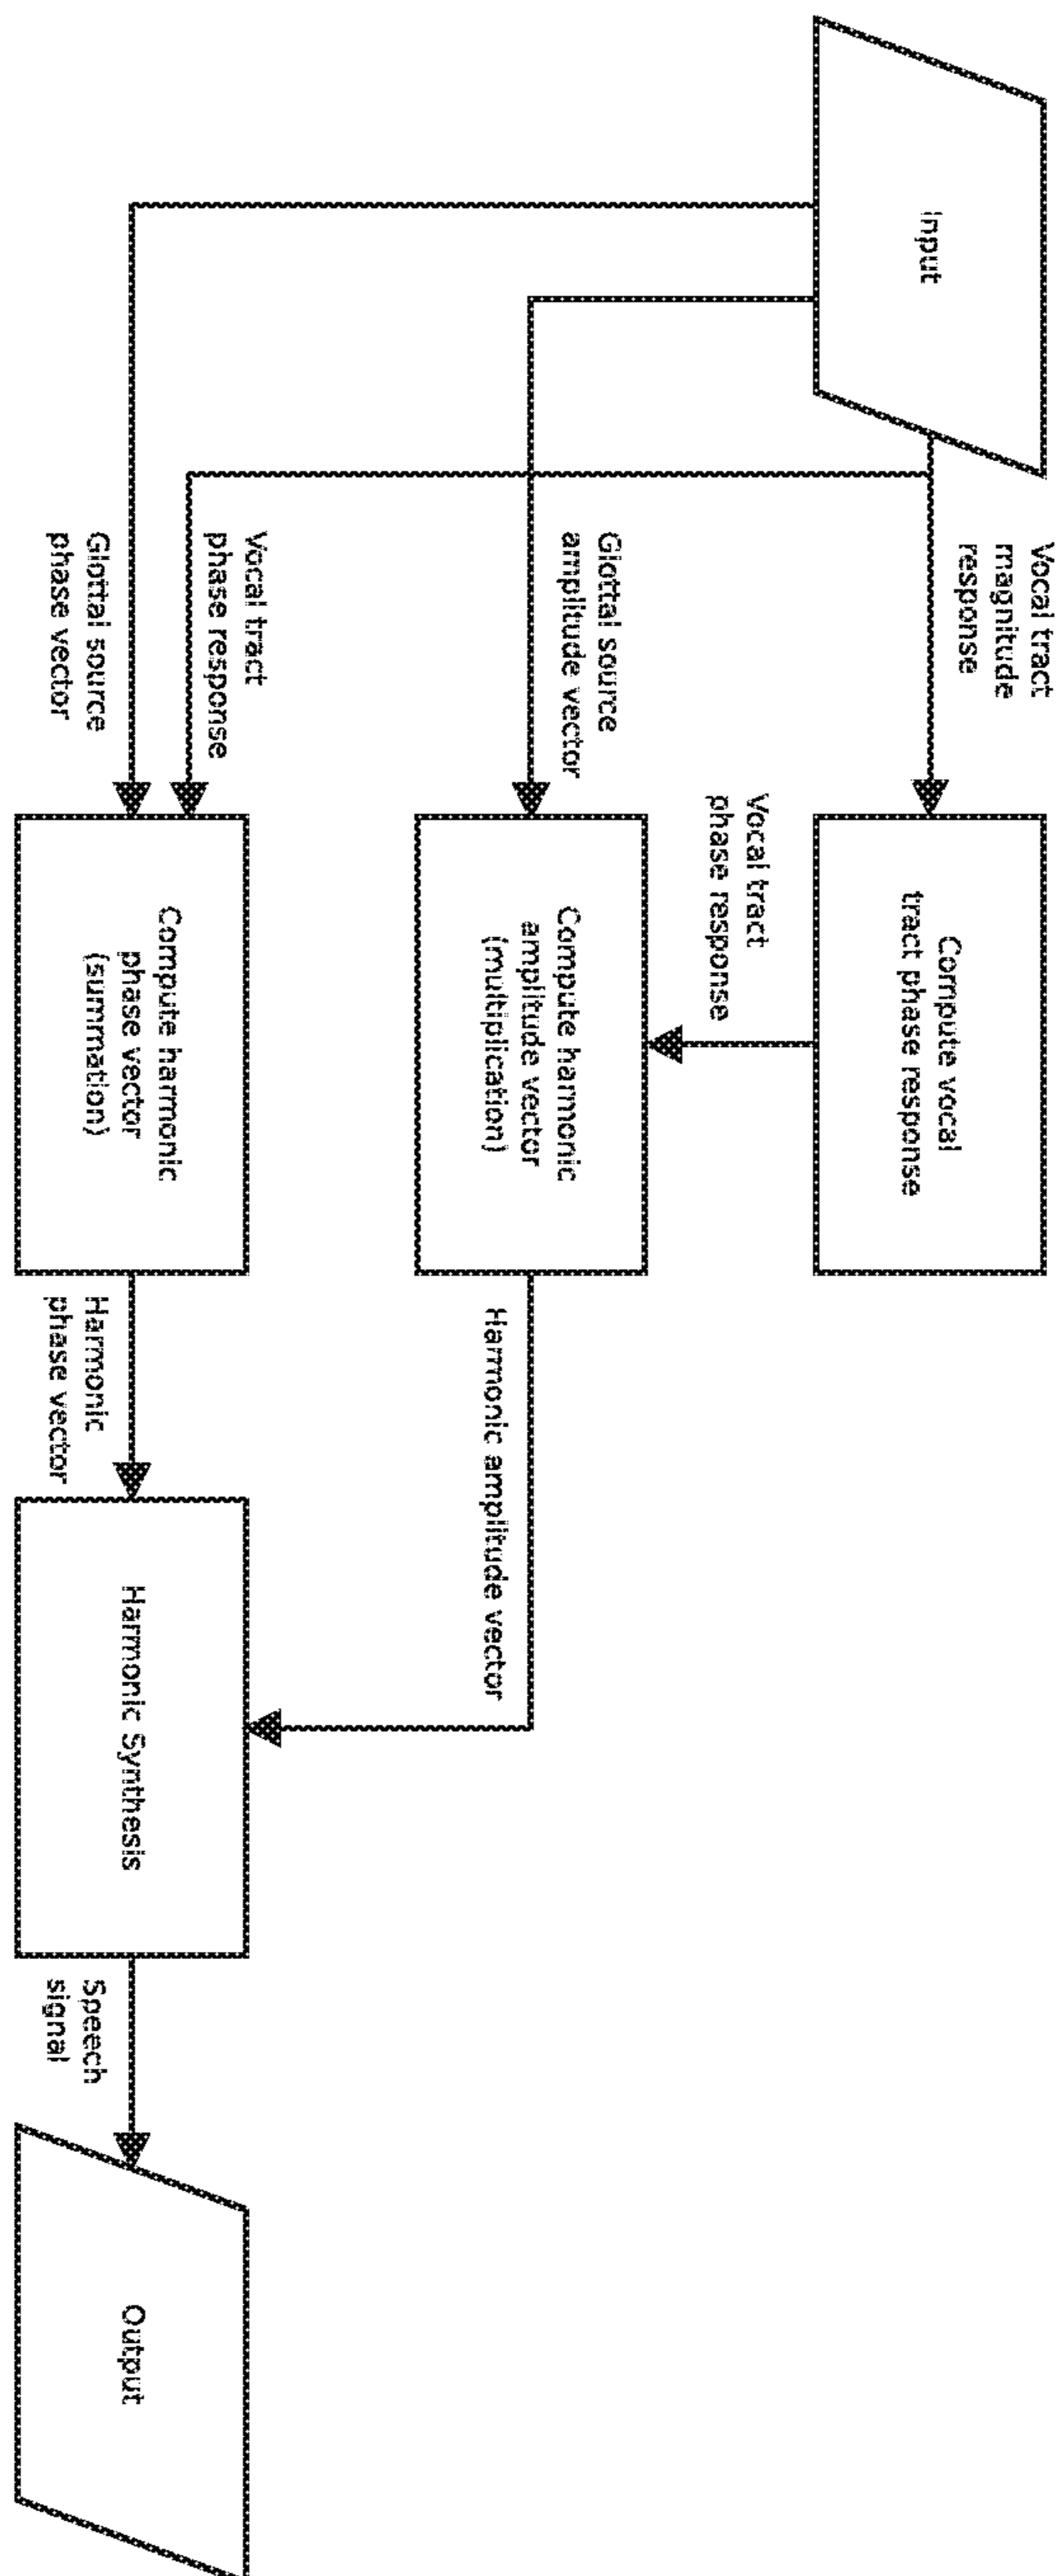 Input
Vocal tract
magnitude
response
Compute vocal
tract phase response
Vocal tract
phase response
Glottal source
amplitude vector
Compute harmonic
amplitude vector
(multiplication)
Harmonic amplitude vector
Vocal tract
phase response
Glottal source
phase vector
Compute harmonic
phase vector
(summation)
Harmonic
phase vector
Harmonic Synthesis
Speech
signal
Output